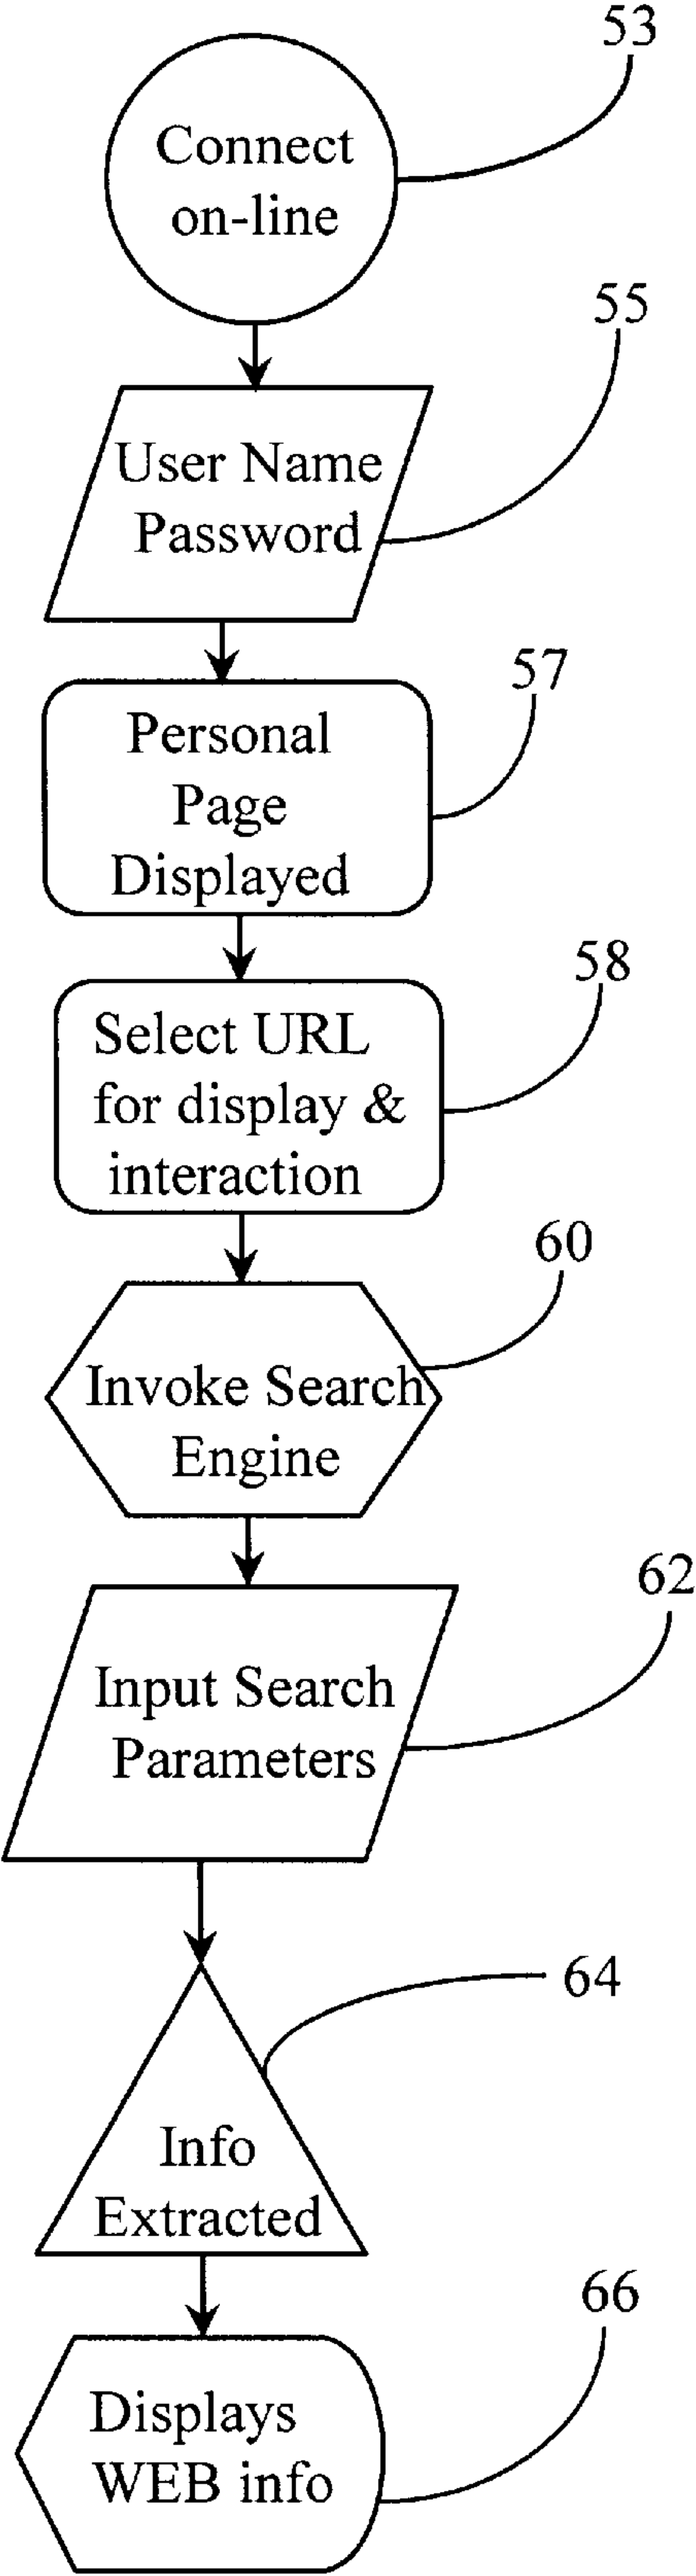 53
Connect
on-line
55
User Name
Password
57
Personal
Page
Displayed
58
Select URL
for display &
interaction
60
Invoke Search
Engine
62
Input Search
Parameters
64
Info
Extracted
66
Displays
WEB info